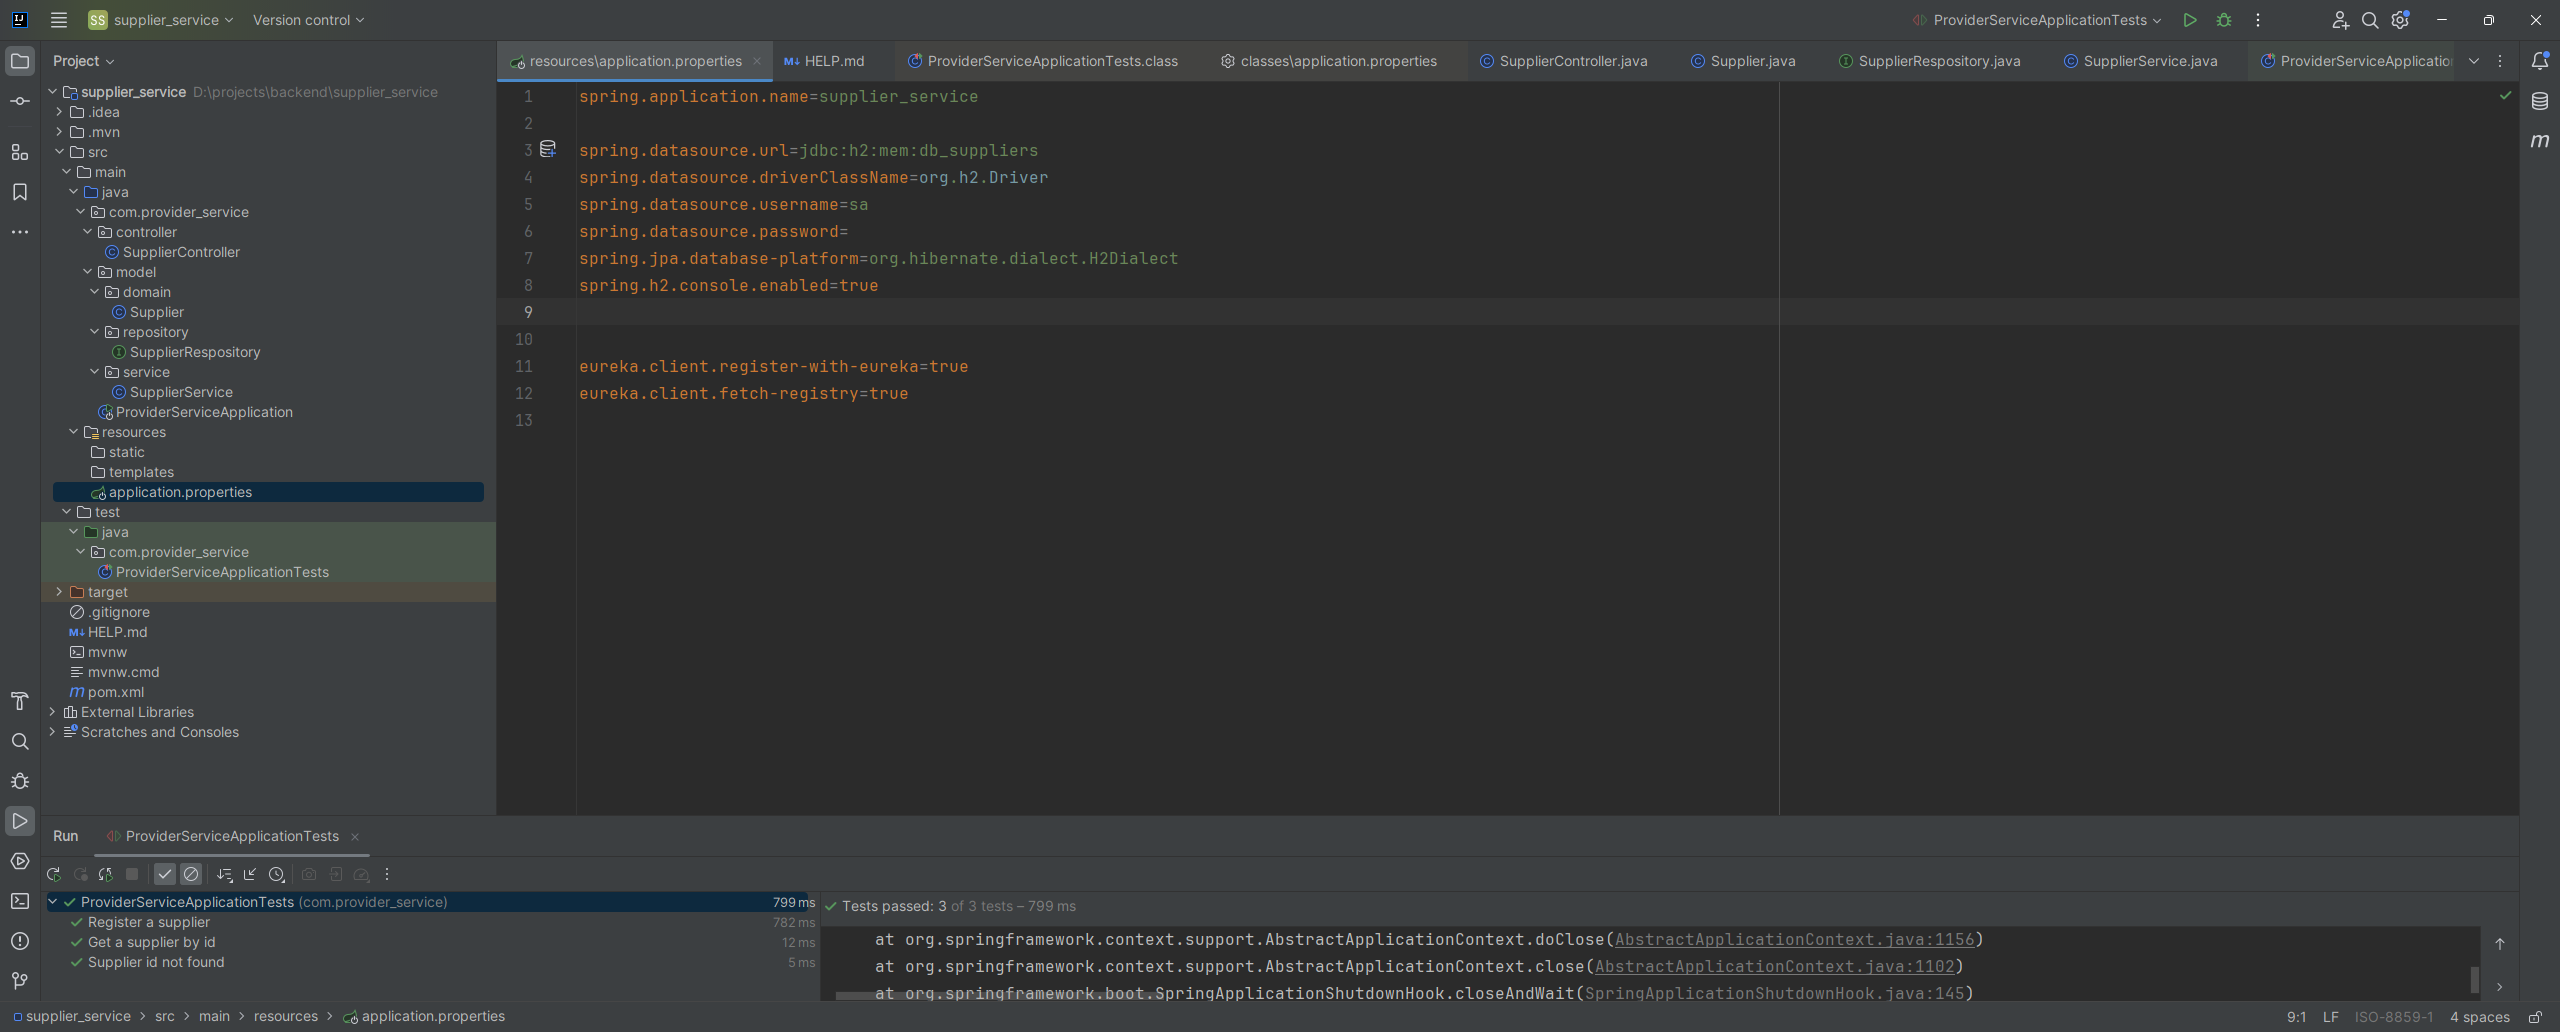 SS supplier_service Version control ProviderServiceApplicationTests
Project
resources\application.properties HELP.md ProviderServiceApplicationTests.class classes\application.properties SupplierController.java Supplier.java SupplierRespository.java SupplierService.java ProviderServiceApplicatio
supplier_service D:\projects\backend\supplier_service
.idea
.mvn
src
main
java
com.provider_service
controller
SupplierController
model
domain
Supplier
repository
SupplierRespository
service
SupplierService
ProviderServiceApplication
resources
static
templates
application.properties
test
java
com.provider_service
ProviderServiceApplicationTests
target
.gitignore
HELP.md
mvnw
mvnw.cmd
pom.xml
External Libraries
Scratches and Consoles
1 spring.application.name=supplier_service
2
3 spring.datasource.url=jdbc:h2:mem:db_suppliers
4 spring.datasource.driverClassName=org.h2.Driver
5 spring.datasource.username=sa
6 spring.datasource.password=
7 spring.jpa.database-platform=org.hibernate.dialect.H2Dialect
8 spring.h2.console.enabled=true
9
10
11 eureka.client.register-with-eureka=true
12 eureka.client.fetch-registry=true
13
Run ProviderServiceApplicationTests
ProviderServiceApplicationTests (com.provider_service) 799 ms
Register a supplier 782 ms
Get a supplier by id 12 ms
Supplier id not found 5 ms
Tests passed: 3 of 3 tests – 799 ms
at org.springframework.context.support.AbstractApplicationContext.doClose(AbstractApplicationContext.java:1156)
at org.springframework.context.support.AbstractApplicationContext.close(AbstractApplicationContext.java:1102)
at org.springframework.boot.SpringApplicationShutdownHook.closeAndWait(SpringApplicationShutdownHook.java:145)
supplier_service > src > main > resources > application.properties 9:1 LF ISO-8859-1 4 spaces